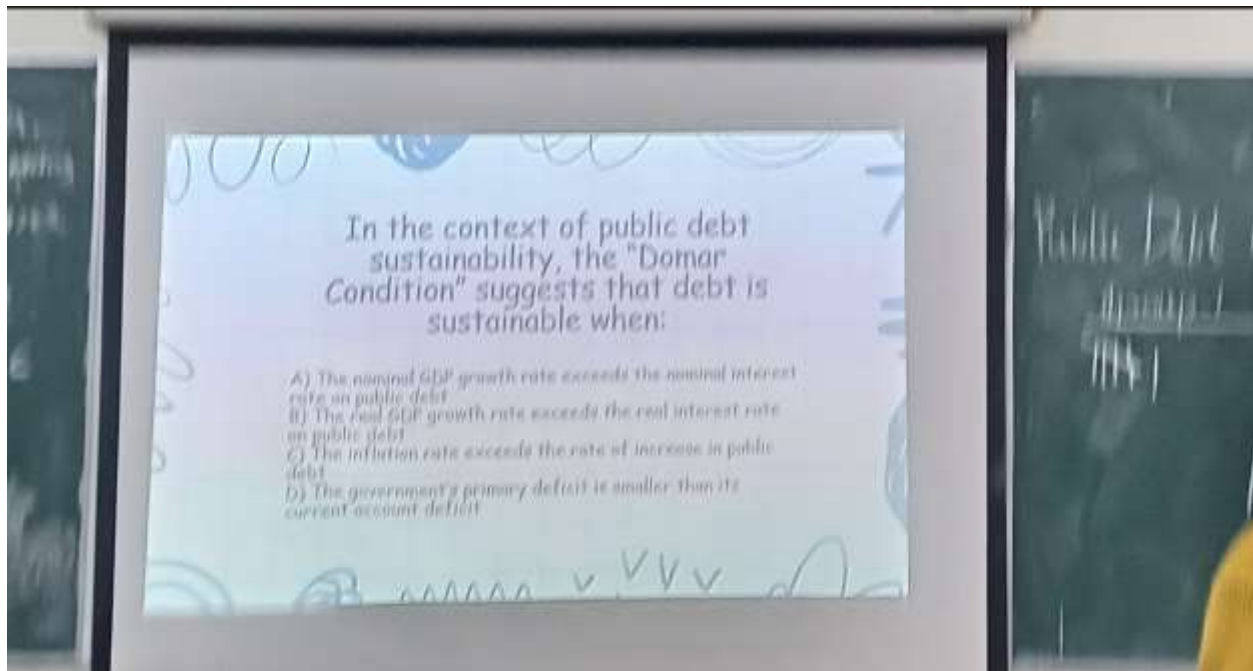 In the context of public debt
sustainability, the "Domar
Condition" suggests that debt is
sustainable when:
A) The nominal GDP growth rate exceeds the nominal interest
rate on public debt
B) The real GDP growth rate exceeds the real interest rate
on public debt
C) The inflation rate exceeds the rate of increase in public
debt
D) The government's primary deficit is smaller than its
current account deficit
Public Debt